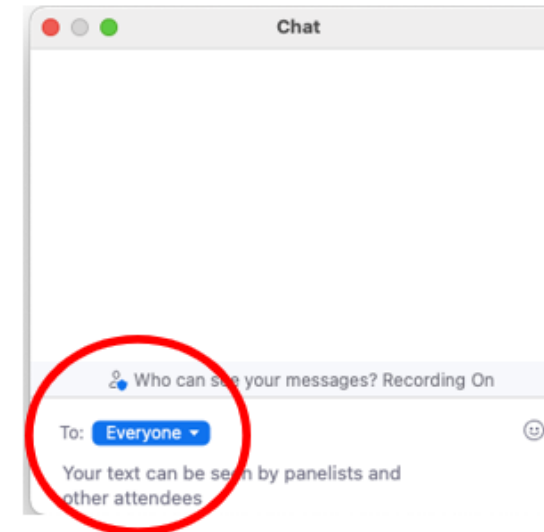 Chat
Who can see your messages? Recording On
To: Everyone
Your text can be seen by panelists and
other attendees